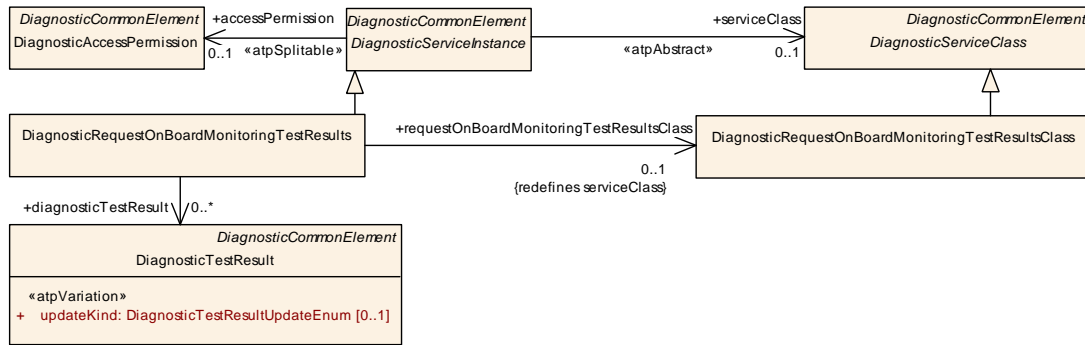 DiagnosticCommonElement
DiagnosticAccessPermission
+accessPermission
0..1
«atpSplitable»
DiagnosticCommonElement
DiagnosticServiceInstance
+serviceClass
«atpAbstract»
0..1
DiagnosticCommonElement
DiagnosticServiceClass
DiagnosticRequestOnBoardMonitoringTestResults
+requestOnBoardMonitoringTestResultsClass
0..1
{redefines serviceClass}
DiagnosticRequestOnBoardMonitoringTestResultsClass
+diagnosticTestResult
0..*
DiagnosticCommonElement
DiagnosticTestResult
«atpVariation»
+ updateKind: DiagnosticTestResultUpdateEnum [0..1]